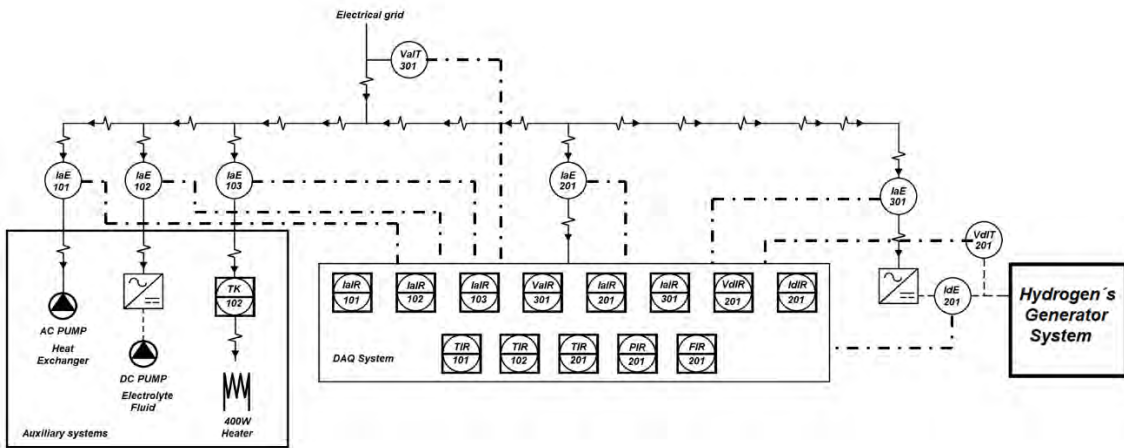 Electrical grid
VaIT
301
IaE
101
IaE
102
IaE
103
IaE
201
IaE
301
VdIT
201
IdE
201
Hydrogen´s
Generator
System
TK
102
AC PUMP
Heat
Exchanger
DC PUMP
Electrolyte
Fluid
400W
Heater
Auxiliary systems
IaIR
101
IaIR
102
IaIR
103
VaIR
301
IaIR
201
IaIR
301
VdIR
201
IdIR
201
TIR
101
TIR
102
TIR
201
PIR
201
FIR
201
DAQ System